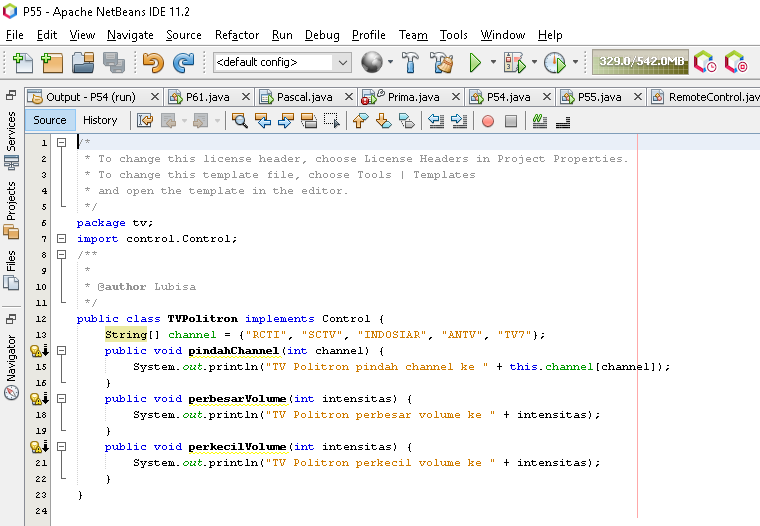 P55 - Apache NetBeans IDE 11.2
File Edit View Navigate Source Refactor Run Debug Profile Team Tools Window Help
<default config> 329.0/542.0MB
Output - P54 (run) P61.java Pascal.java Prima.java P54.java P55.java RemoteControl.jav
Source History
Services
Projects
Files
Navigator
1 /*
2 * To change this license header, choose License Headers in Project Properties.
3 * To change this template file, choose Tools | Templates
4 * and open the template in the editor.
5 */
6 package tv;
7 import control.Control;
8 /**
9 *
10 * @author Lubisa
11 */
12 public class TVPolitron implements Control {
13 String[] channel = {"RCTI", "SCTV", "INDOSIAR", "ANTV", "TV7"};
public void pindahChannel(int channel) {
15 System.out.println("TV Politron pindah channel ke " + this.channel[channel]);
16 }
public void perbesarVolume(int intensitas) {
18 System.out.println("TV Politron perbesar volume ke " + intensitas);
19 }
public void perkecilVolume(int intensitas) {
21 System.out.println("TV Politron perkecil volume ke " + intensitas);
22 }
23 }
24